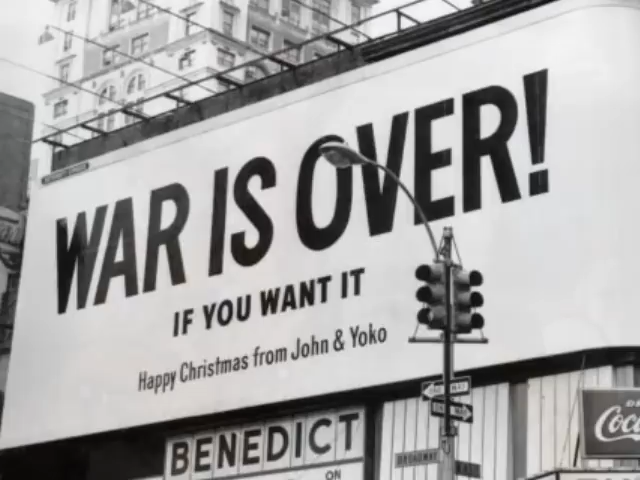 WAR IS OVER!
IF YOU WANT IT
Happy Christmas from John & Yoko
BENEDICT
ON
BROADWAY
Coca